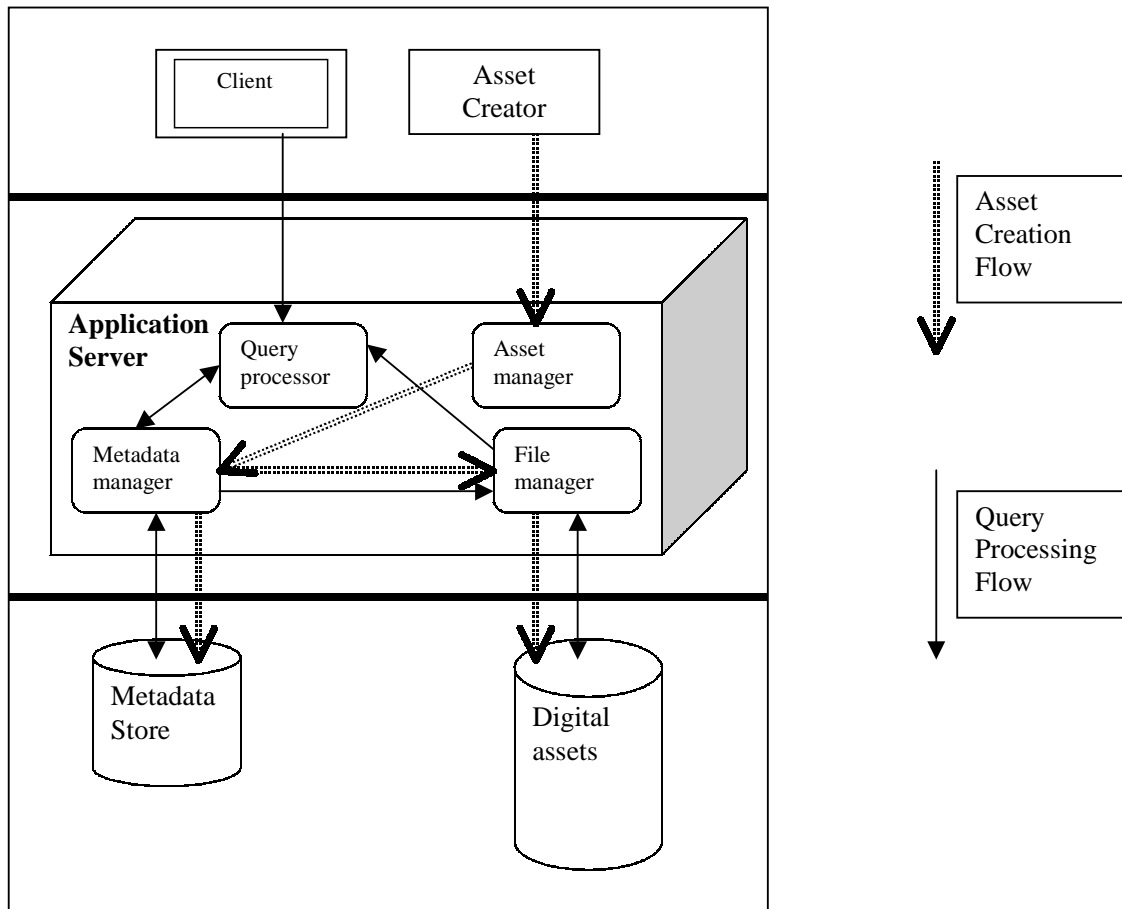 Client
Asset
Creator
Application
Server
Query
processor
Asset
manager
Metadata
manager
File
manager
Metadata
Store
Digital
assets
Asset
Creation
Flow
Query
Processing
Flow